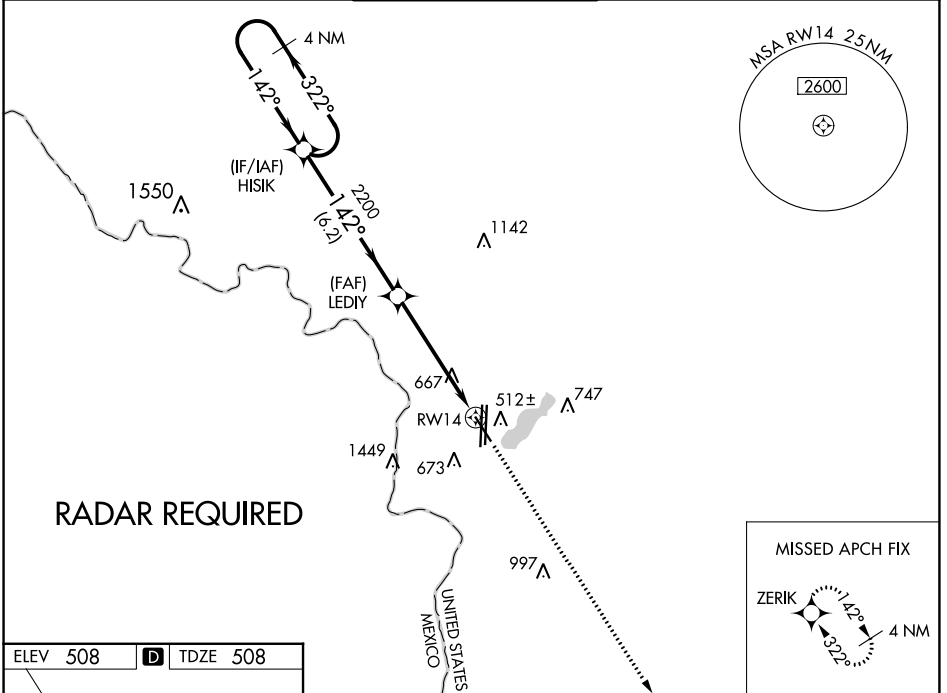 4 NM
142°
322°
MSA RW14 25NM
2600
(IF/IAF)
HISIK
1550
2200
142°
(6.2)
1142
(FAF)
LEDIY
667
512±
747
RW14
1449
673
RADAR REQUIRED
997
UNITED STATES
MEXICO
MISSED APCH FIX
ZERIK
142°
4 NM
322°
ELEV 508 D TDZE 508